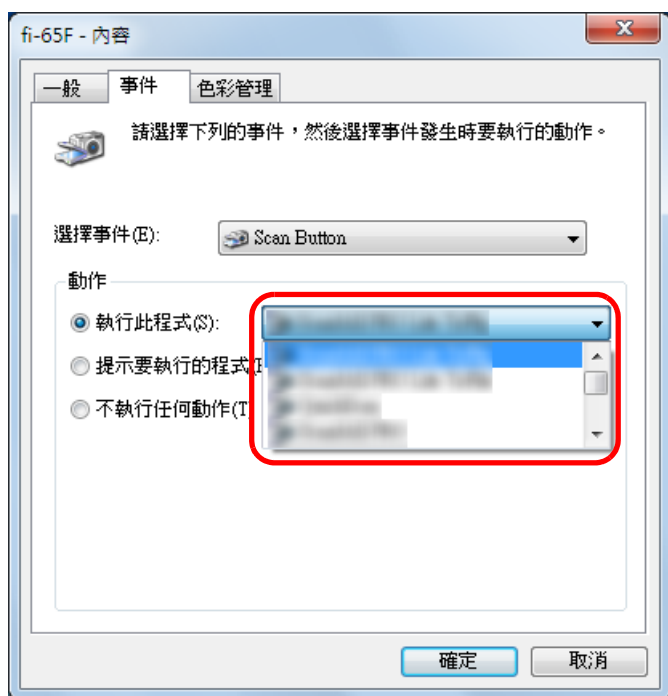 fi-65F - 內容
一般 事件 色彩管理
請選擇下列的事件，然後選擇事件發生時要執行的動作。
選擇事件(E): Scan Button
動作
執行此程式(S):
提示要執行的程式(
不執行任何動作(T
確定 取消